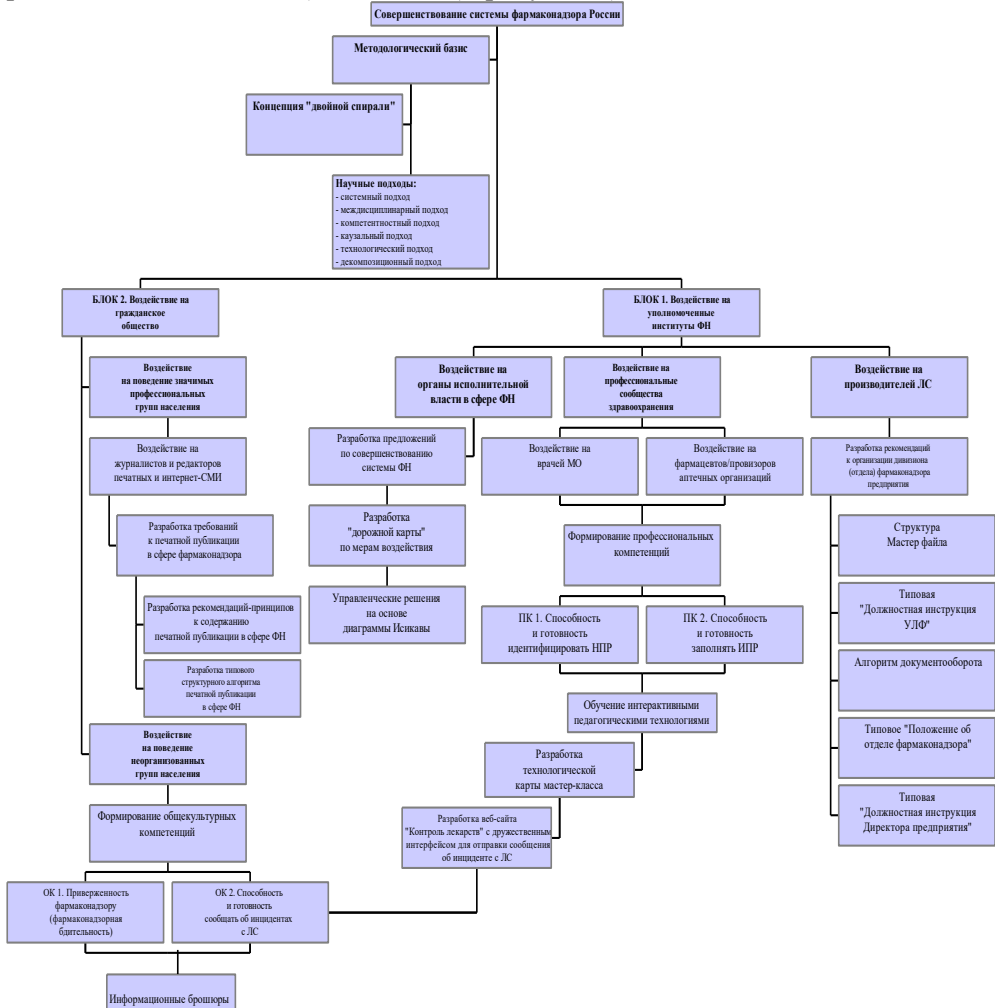 Совершенствование системы фармаконадзора России
Методологический базис
Концепция "двойной спирали"
Научные подходы:
- системный подход
- междисциплинарный подход
- компетентностный подход
- каузальный подход
- технологический подход
- декомпозиционный подход
БЛОК 2. Воздействие на
гражданское
общество
БЛОК 1. Воздействие на
уполномоченные
институты ФН
Воздействие
на поведение значимых
профессиональных
групп населения
Воздействие на
журналистов и редакторов
печатных и интернет-СМИ
Разработка требований
к печатной публикации
в сфере фармаконадзора
Разработка рекомендаций-принципов
к содержанию
печатной публикации в сфере ФН
Разработка типового
структурного алгоритма
печатной публикации
в сфере ФН
Воздействие
на поведение
неорганизованных
групп населения
Формирование общекультурных
компетенций
ОК 1. Приверженность
фармаконадзору
(фармаконадзорная
бдительность)
ОК 2. Способность
и готовность
сообщать об инцидентах
с ЛС
Информационные брошюры
Воздействие на
органы исполнительной
власти в сфере ФН
Разработка предложений
по совершенствованию
системы ФН
Разработка
"дорожной карты"
по мерам воздействия
Управленческие решения
на основе
диаграммы Исикавы
Воздействие на
профессиональные
сообщества
здравоохранения
Воздействие на
врачей МО
Воздействие на
фармацевтов/провизоров
аптечных организаций
Формирование профессиональных
компетенций
ПК 1. Способность
и готовность
идентифицировать НПР
ПК 2. Способность
и готовность
заполнять ИПР
Обучение интерактивными
педагогическими технологиями
Разработка
технологической
карты мастер-класса
Разработка веб-сайта
"Контроль лекарств" с дружественным
интерфейсом для отправки сообщения
об инциденте с ЛС
Воздействие на
производителей ЛС
Разработка рекомендаций
к организации дивизиона
(отдела) фармаконадзора
предприятия
Структура
Мастер файла
Типовая
"Должностная инструкция
УЛФ"
Алгоритм документооборота
Типовое "Положение об
отделе фармаконадзора"
Типовая
"Должностная инструкция
Директора предприятия"